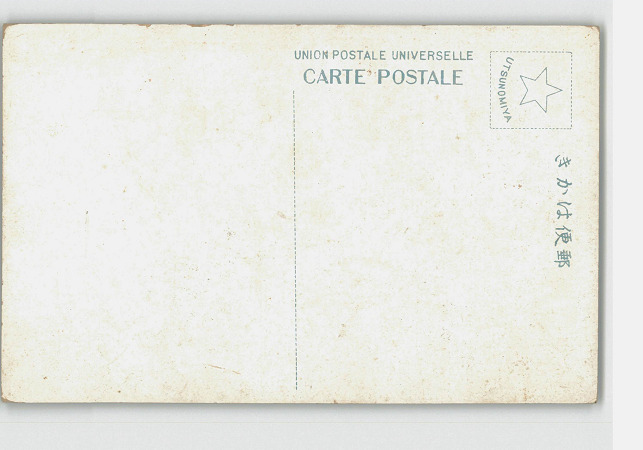 UNION POSTALE UNIVERSELLE
CARTE POSTALE
UTSUNOMIYA
きかは便郵